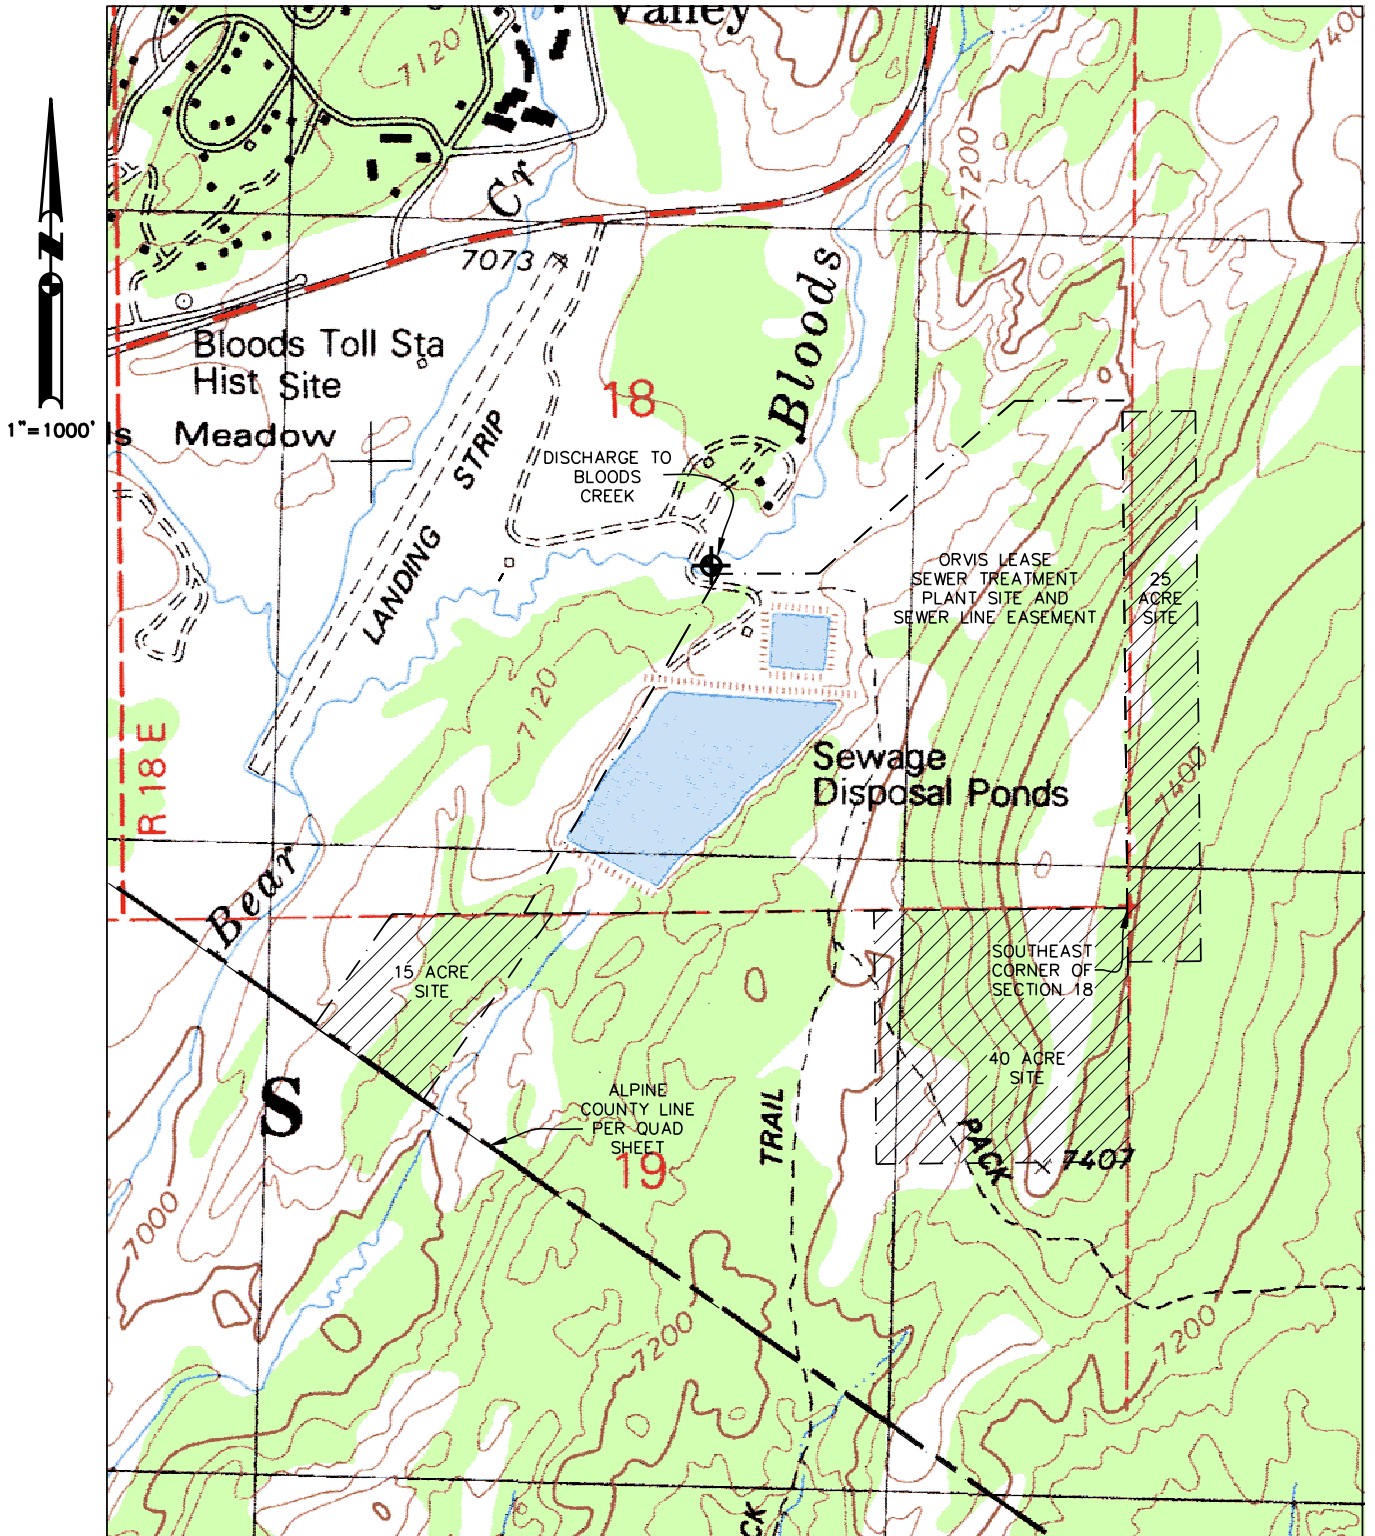 Valley
7120
7400
7200
Cr
7073
N
1"=1000'
Bloods Toll Sta
Hist Site
ls Meadow
18
Bloods
LANDING STRIP
DISCHARGE TO
BLOODS
CREEK
ORVIS LEASE
SEWER TREATMENT
PLANT SITE AND
SEWER LINE EASEMENT
25
ACRE
SITE
7120
R 18 E
Sewage
Disposal Ponds
7400
Bear
15 ACRE
SITE
SOUTHEAST
CORNER OF
SECTION 18
40 ACRE
SITE
S
ALPINE
COUNTY LINE
PER QUAD
SHEET
19
TRAIL
PACK
7407
7000
7200
7200
CK